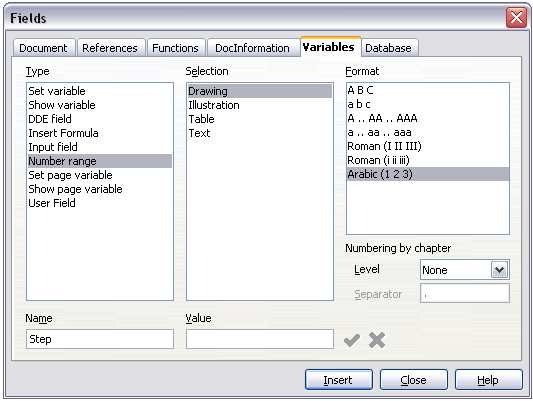 Fields
Document References Functions DocInformation Variables Database
Type
Set variable
Show variable
DDE field
Insert Formula
Input field
Number range
Set page variable
Show page variable
User Field
Selection
Drawing
Illustration
Table
Text
Format
A B C
a b c
A .. AA .. AAA
a .. aa .. aaa
Roman (I II III)
Roman (i ii iii)
Arabic (1 2 3)
Numbering by chapter
Level None
Separator .
Name
Step
Value
Insert Close Help